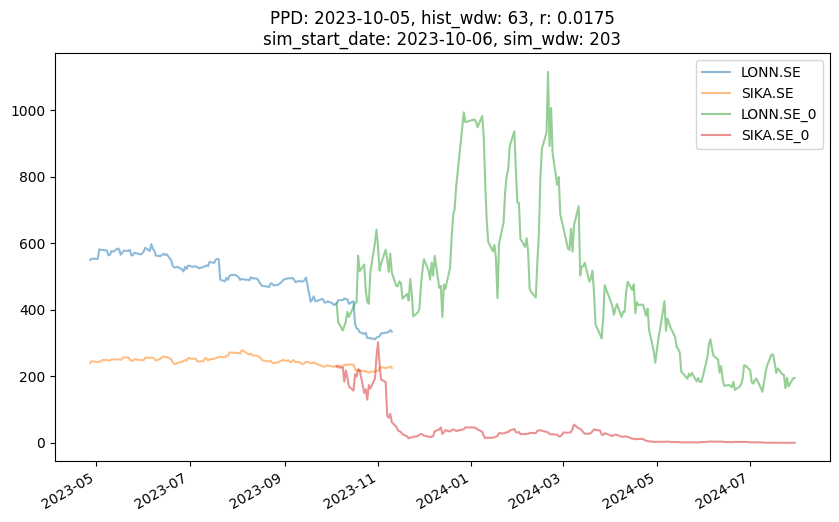 PPD: 2023-10-05, hist_wdw: 63, r: 0.0175
sim_start_date: 2023-10-06, sim_wdw: 203
LONN.SE
SIKA.SE
LONN.SE_0
SIKA.SE_0
1000
800
600
400
200
0
2023-05
2023-07
2023-09
2023-11
2024-01
2024-03
2024-05
2024-07